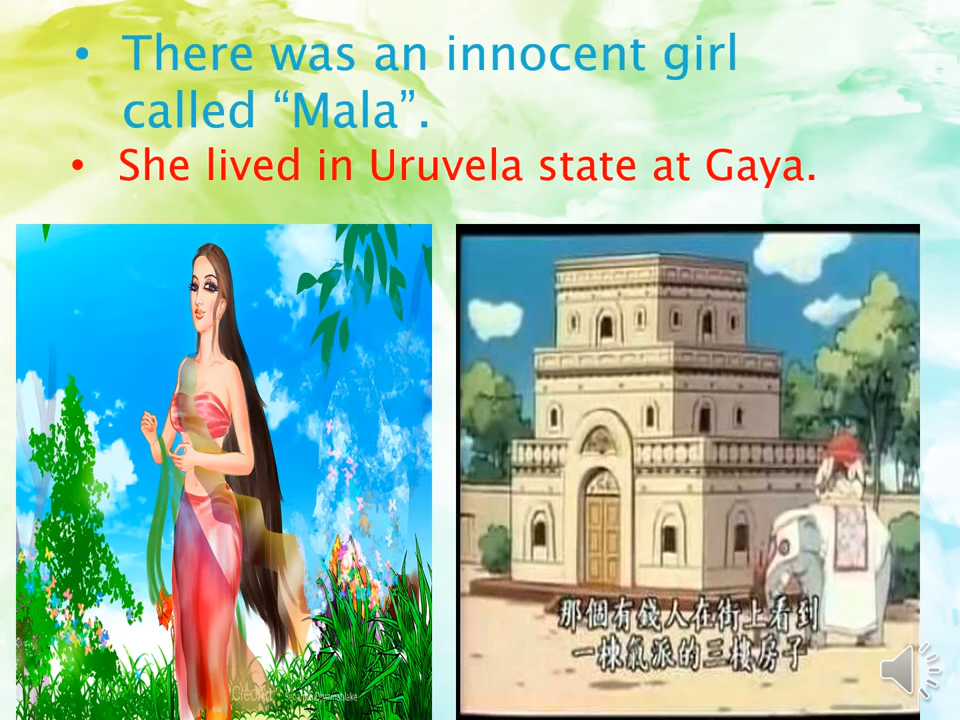 • There was an innocent girl
called “Mala”.
• She lived in Uruvela state at Gaya.
那個有錢人在街上看到
一棟氣派的三樓房子